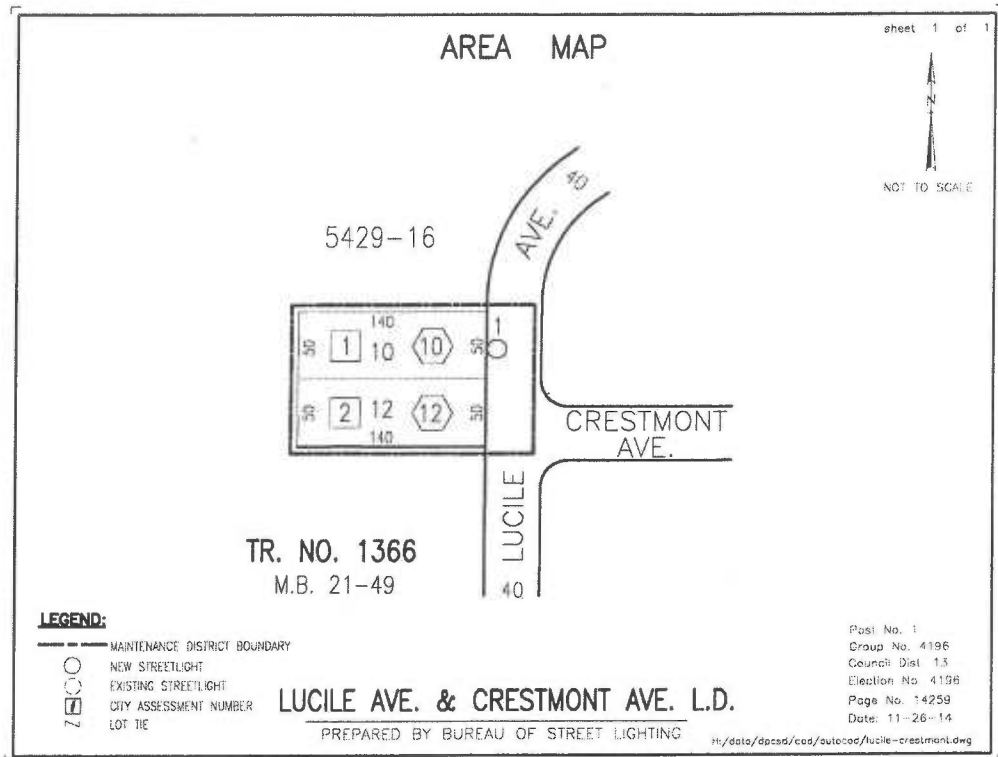 sheet 1 of 1
AREA MAP
N
NOT TO SCALE
40
AVE.
5429-16
140
1
50 1 10 10 50
50 2 12 12 50
140
CRESTMONT
AVE.
LUCILE
40
TR. NO. 1366
M.B. 21-49
LEGEND:
MAINTENANCE DISTRICT BOUNDARY
NEW STREETLIGHT
EXISTING STREETLIGHT
1 CITY ASSESSMENT NUMBER
Z LOT TIE
LUCILE AVE. & CRESTMONT AVE. L.D.
PREPARED BY BUREAU OF STREET LIGHTING
Post No. 1
Group No. 4196
Council Dist. 13
Election No. 4196
Page No. 14259
Date: 11-26-14
H:/data/dpcsd/cad/autocad/lucile-crestmont.dwg